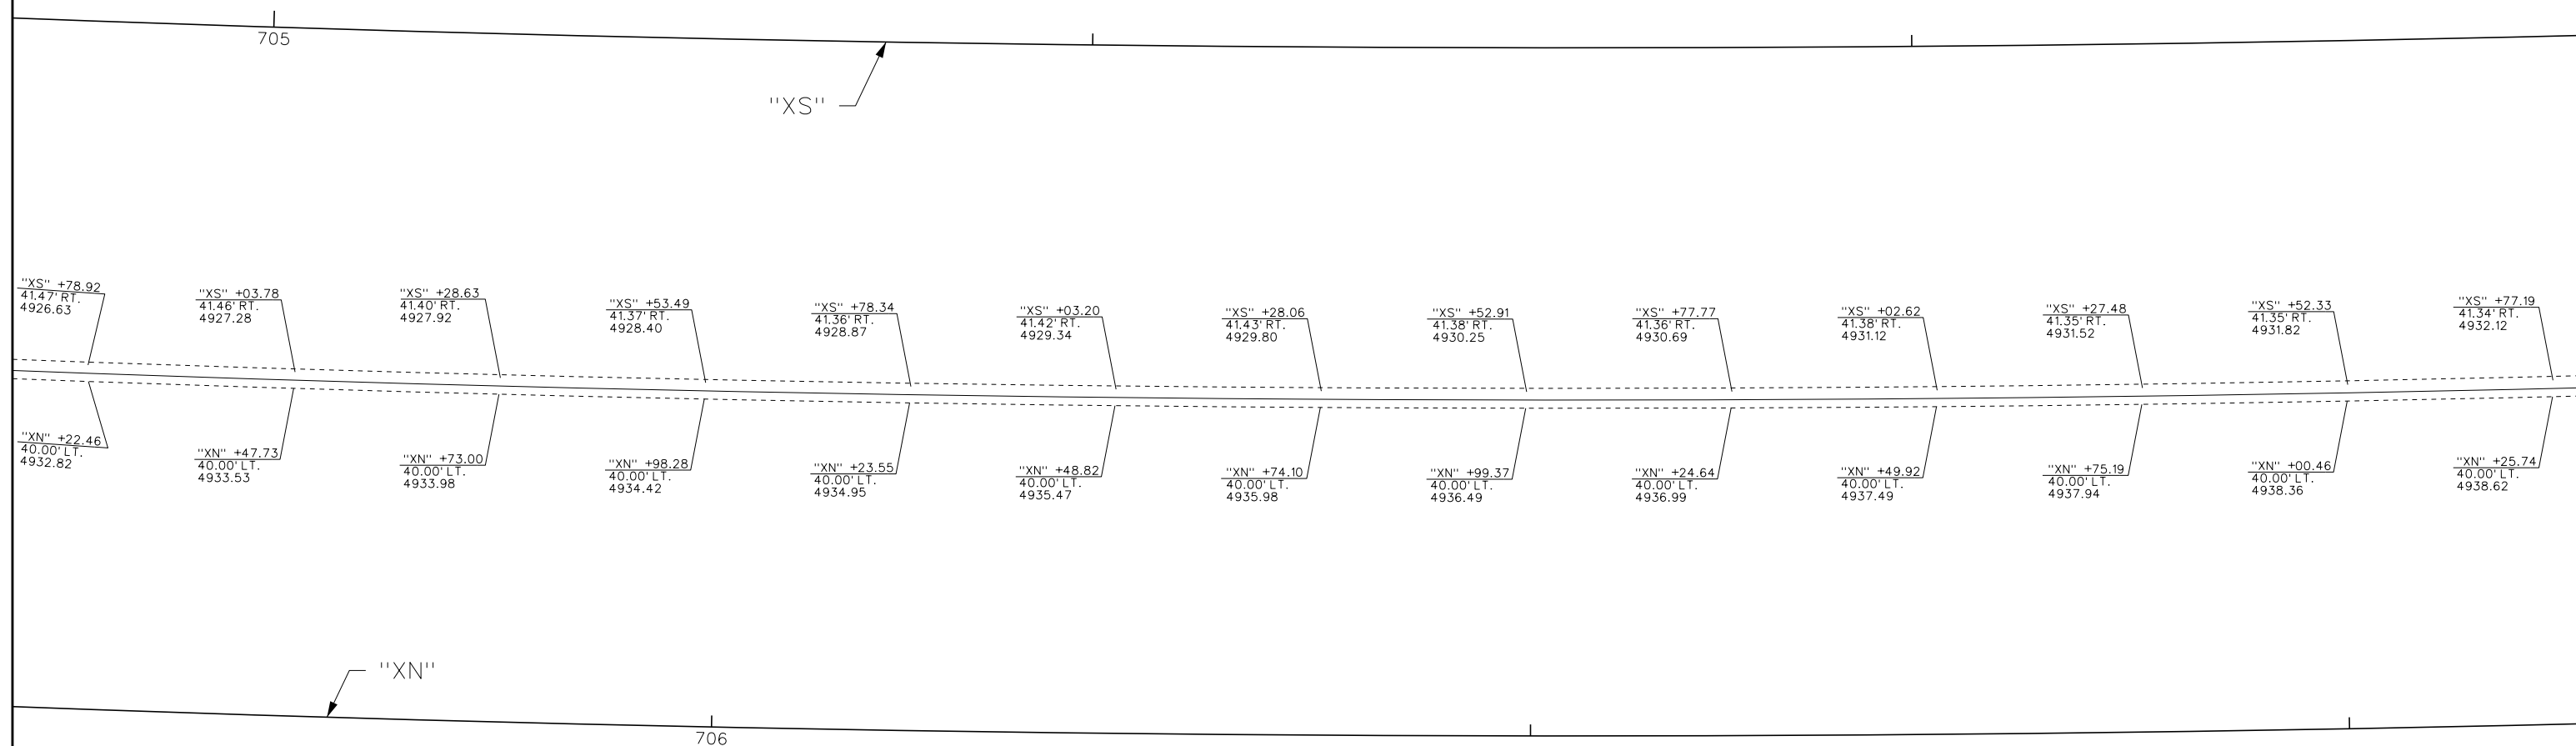 705
"XS"
"XS" +78.92
41.47' RT.
4926.63
"XS" +03.78
41.46' RT.
4927.28
"XS" +28.63
41.40' RT.
4927.92
"XS" +53.49
41.37' RT.
4928.40
"XS" +78.34
41.36' RT.
4928.87
"XS" +03.20
41.42' RT.
4929.34
"XS" +28.06
41.43' RT.
4929.80
"XS" +52.91
41.38' RT.
4930.25
"XS" +77.77
41.36' RT.
4930.69
"XS" +02.62
41.38' RT.
4931.12
"XS" +27.48
41.35' RT.
4931.52
"XS" +52.33
41.35' RT.
4931.82
"XS" +77.19
41.34' RT.
4932.12
"XN" +22.46
40.00' LT.
4932.82
"XN" +47.73
40.00' LT.
4933.53
"XN" +73.00
40.00' LT.
4933.98
"XN" +98.28
40.00' LT.
4934.42
"XN" +23.55
40.00' LT.
4934.95
"XN" +48.82
40.00' LT.
4935.47
"XN" +74.10
40.00' LT.
4935.98
"XN" +99.37
40.00' LT.
4936.49
"XN" +24.64
40.00' LT.
4936.99
"XN" +49.92
40.00' LT.
4937.49
"XN" +75.19
40.00' LT.
4937.94
"XN" +00.46
40.00' LT.
4938.36
"XN" +25.74
40.00' LT.
4938.62
"XN"
706